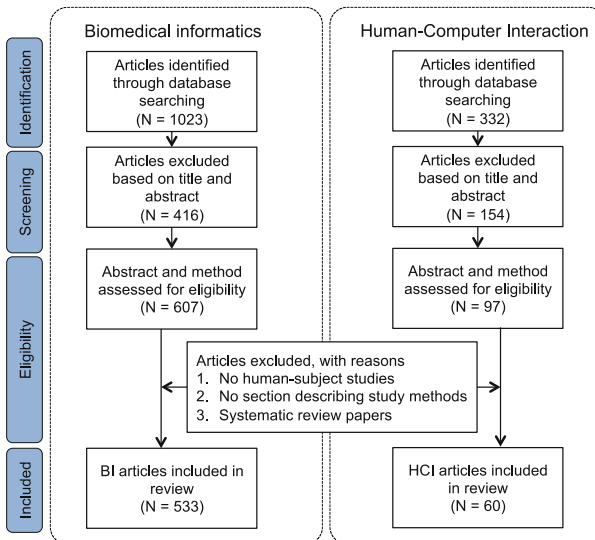 Biomedical informatics
Human-Computer Interaction
Identification
Articles identified
through database
searching
(N = 1023)
Articles identified
through database
searching
(N = 332)
Screening
Articles excluded
based on title and
abstract
(N = 416)
Articles excluded
based on title and
abstract
(N = 154)
Eligibility
Abstract and method
assessed for eligibility
(N = 607)
Abstract and method
assessed for eligibility
(N = 97)
Articles excluded, with reasons
1. No human-subject studies
2. No section describing study methods
3. Systematic review papers
Included
BI articles included in
review
(N = 533)
HCI articles included
in review
(N = 60)